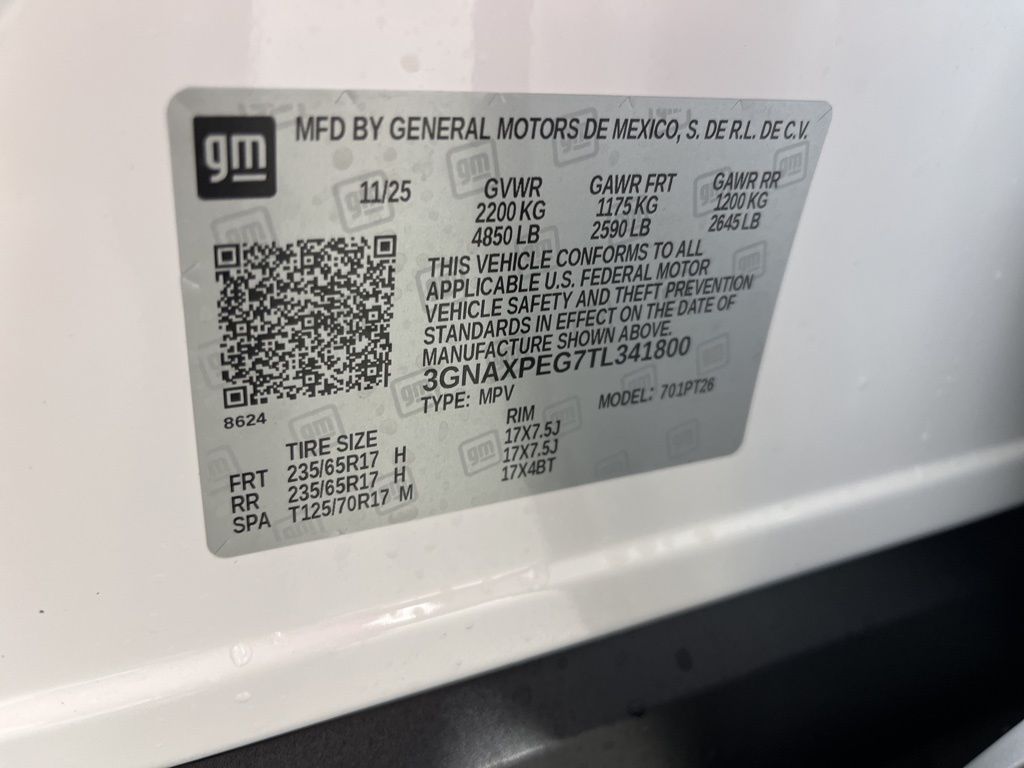 gm
MFD BY GENERAL MOTORS DE MEXICO, S. DE R.L. DE C.V.
11/25 GVWR GAWR FRT GAWR RR
2200 KG 1175 KG 1200 KG
4850 LB 2590 LB 2645 LB
THIS VEHICLE CONFORMS TO ALL
APPLICABLE U.S. FEDERAL MOTOR
VEHICLE SAFETY AND THEFT PREVENTION
STANDARDS IN EFFECT ON THE DATE OF
MANUFACTURE SHOWN ABOVE.
3GNAXPEG7TL341800
TYPE: MPV MODEL: 701PT26
8624
TIRE SIZE RIM
FRT 235/65R17 H 17X7.5J
RR 235/65R17 H 17X7.5J
SPA T125/70R17 M 17X4BT